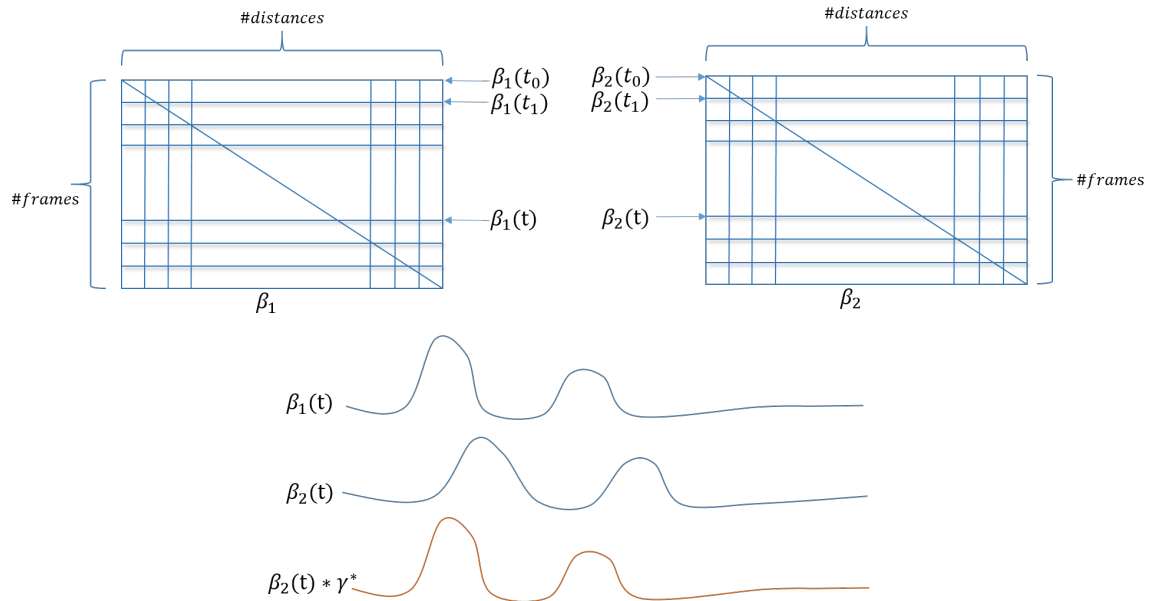 #distances
β₁(t₀)
β₁(t₁)
#frames
β₁(t)
β₁
#distances
β₂(t₀)
β₂(t₁)
#frames
β₂(t)
β₂
β₁(t)
β₂(t)
β₂(t) ∗ γ*